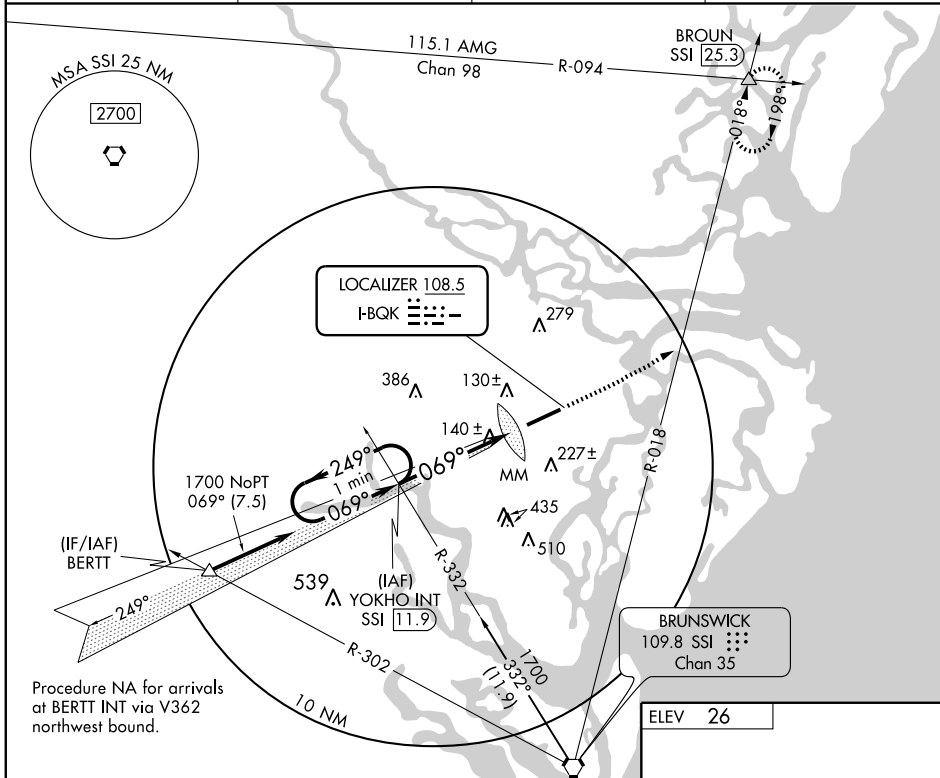 115.1 AMG
Chan 98
R-094
BROUN
SSI 25.3
MSA SSI 25 NM
2700
018°
198°
LOCALIZER 108.5
I-BQK
279
386
130±
140 ±
MM
227±
R-018
249°
1 min
069°
069°
1700 NoPT
069° (7.5)
435
510
(IF/IAF)
BERTT
249°
539
(IAF)
YOKHO INT
SSI 11.9
R-332
R-302
1700
332°
(11.9)
BRUNSWICK
109.8 SSI
Chan 35
Procedure NA for arrivals
at BERTT INT via V362
northwest bound.
10 NM
ELEV 26